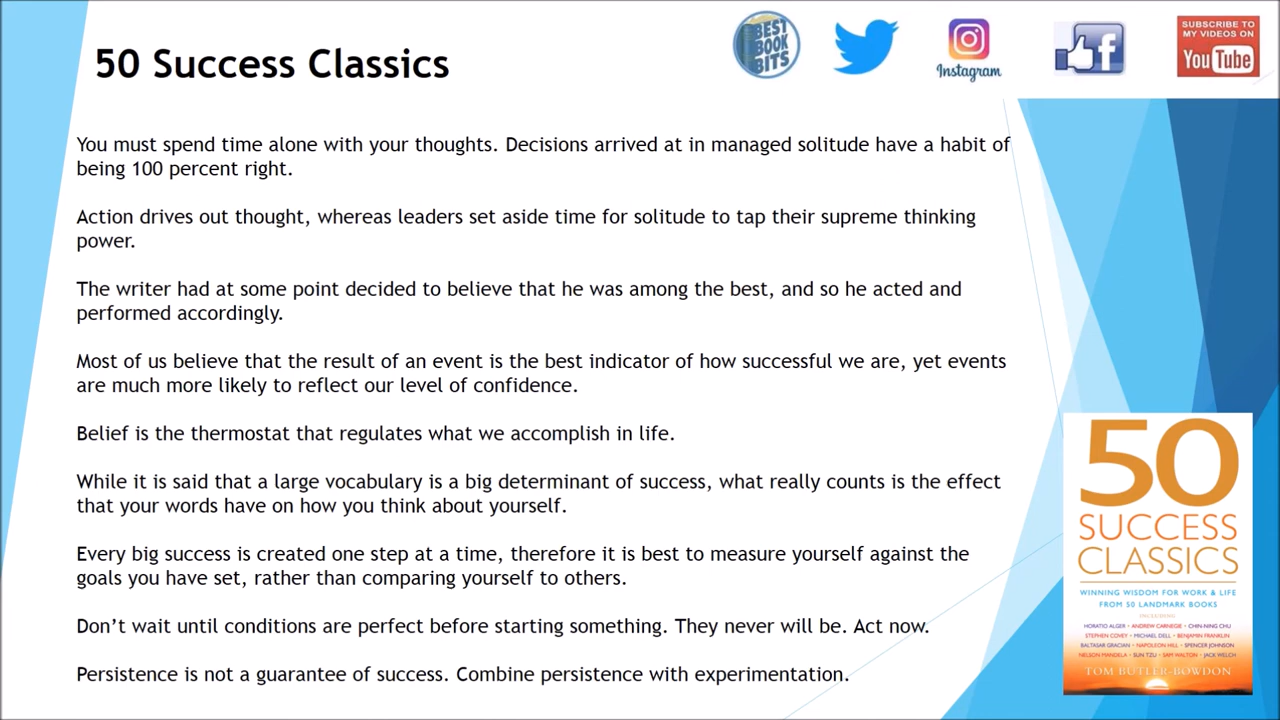 50 Success Classics
BEST
BOOK
BITS
Instagram
f
SUBSCRIBE TO
MY VIDEOS ON
YouTube
You must spend time alone with your thoughts. Decisions arrived at in managed solitude have a habit of
being 100 percent right.
Action drives out thought, whereas leaders set aside time for solitude to tap their supreme thinking
power.
The writer had at some point decided to believe that he was among the best, and so he acted and
performed accordingly.
Most of us believe that the result of an event is the best indicator of how successful we are, yet events
are much more likely to reflect our level of confidence.
Belief is the thermostat that regulates what we accomplish in life.
While it is said that a large vocabulary is a big determinant of success, what really counts is the effect
that your words have on how you think about yourself.
Every big success is created one step at a time, therefore it is best to measure yourself against the
goals you have set, rather than comparing yourself to others.
Don’t wait until conditions are perfect before starting something. They never will be. Act now.
Persistence is not a guarantee of success. Combine persistence with experimentation.
50
SUCCESS
CLASSICS
WINNING WISDOM FOR WORK & LIFE
FROM 50 LANDMARK BOOKS
INCLUDING
HORATIO ALGER • ANDREW CARNEGIE • CHIN-NING CHU
STEPHEN COVEY • MICHAEL DELL • BENJAMIN FRANKLIN
BALTASAR GRACIAN • NAPOLEON HILL • SPENCER JOHNSON
NELSON MANDELA • SUN TZU • SAM WALTON • JACK WELCH
TOM BUTLER-BOWDON